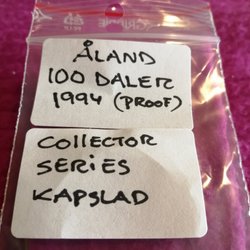 ÅLAND
100 DALER
1994 (PROOF)
COLLECTOR
SERIES
KAPSLAD